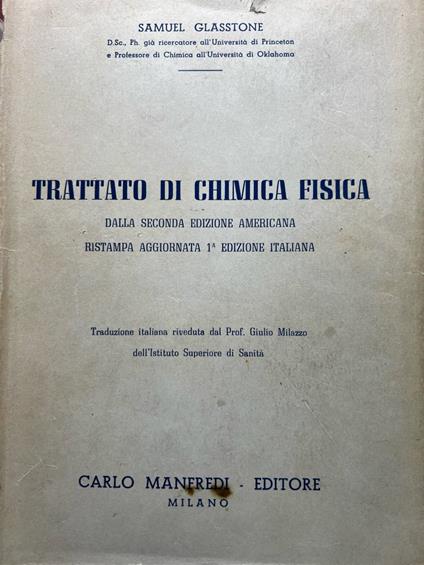 SAMUEL GLASSTONE
D.Sc., Ph. già ricercatore all'Università di Princeton
e Professore di Chimica all'Università di Oklahoma
TRATTATO DI CHIMICA FISICA
DALLA SECONDA EDIZIONE AMERICANA
RISTAMPA AGGIORNATA 1ª EDIZIONE ITALIANA
Traduzione italiana riveduta dal Prof. Giulio Milazzo
dell'Istituto Superiore di Sanità
CARLO MANFREDI - EDITORE
MILANO